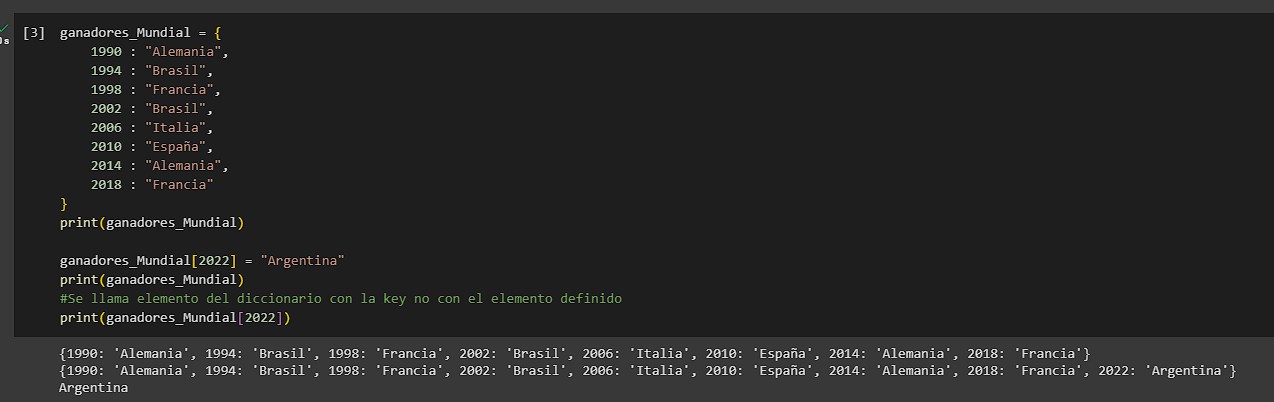 [3] ganadores_Mundial = {
1990 : "Alemania",
1994 : "Brasil",
1998 : "Francia",
2002 : "Brasil",
2006 : "Italia",
2010 : "España",
2014 : "Alemania",
2018 : "Francia"
}
print(ganadores_Mundial)
ganadores_Mundial[2022] = "Argentina"
print(ganadores_Mundial)
#Se llama elemento del diccionario con la key no con el elemento definido
print(ganadores_Mundial[2022])
{1990: 'Alemania', 1994: 'Brasil', 1998: 'Francia', 2002: 'Brasil', 2006: 'Italia', 2010: 'España', 2014: 'Alemania', 2018: 'Francia'}
{1990: 'Alemania', 1994: 'Brasil', 1998: 'Francia', 2002: 'Brasil', 2006: 'Italia', 2010: 'España', 2014: 'Alemania', 2018: 'Francia', 2022: 'Argentina'}
Argentina